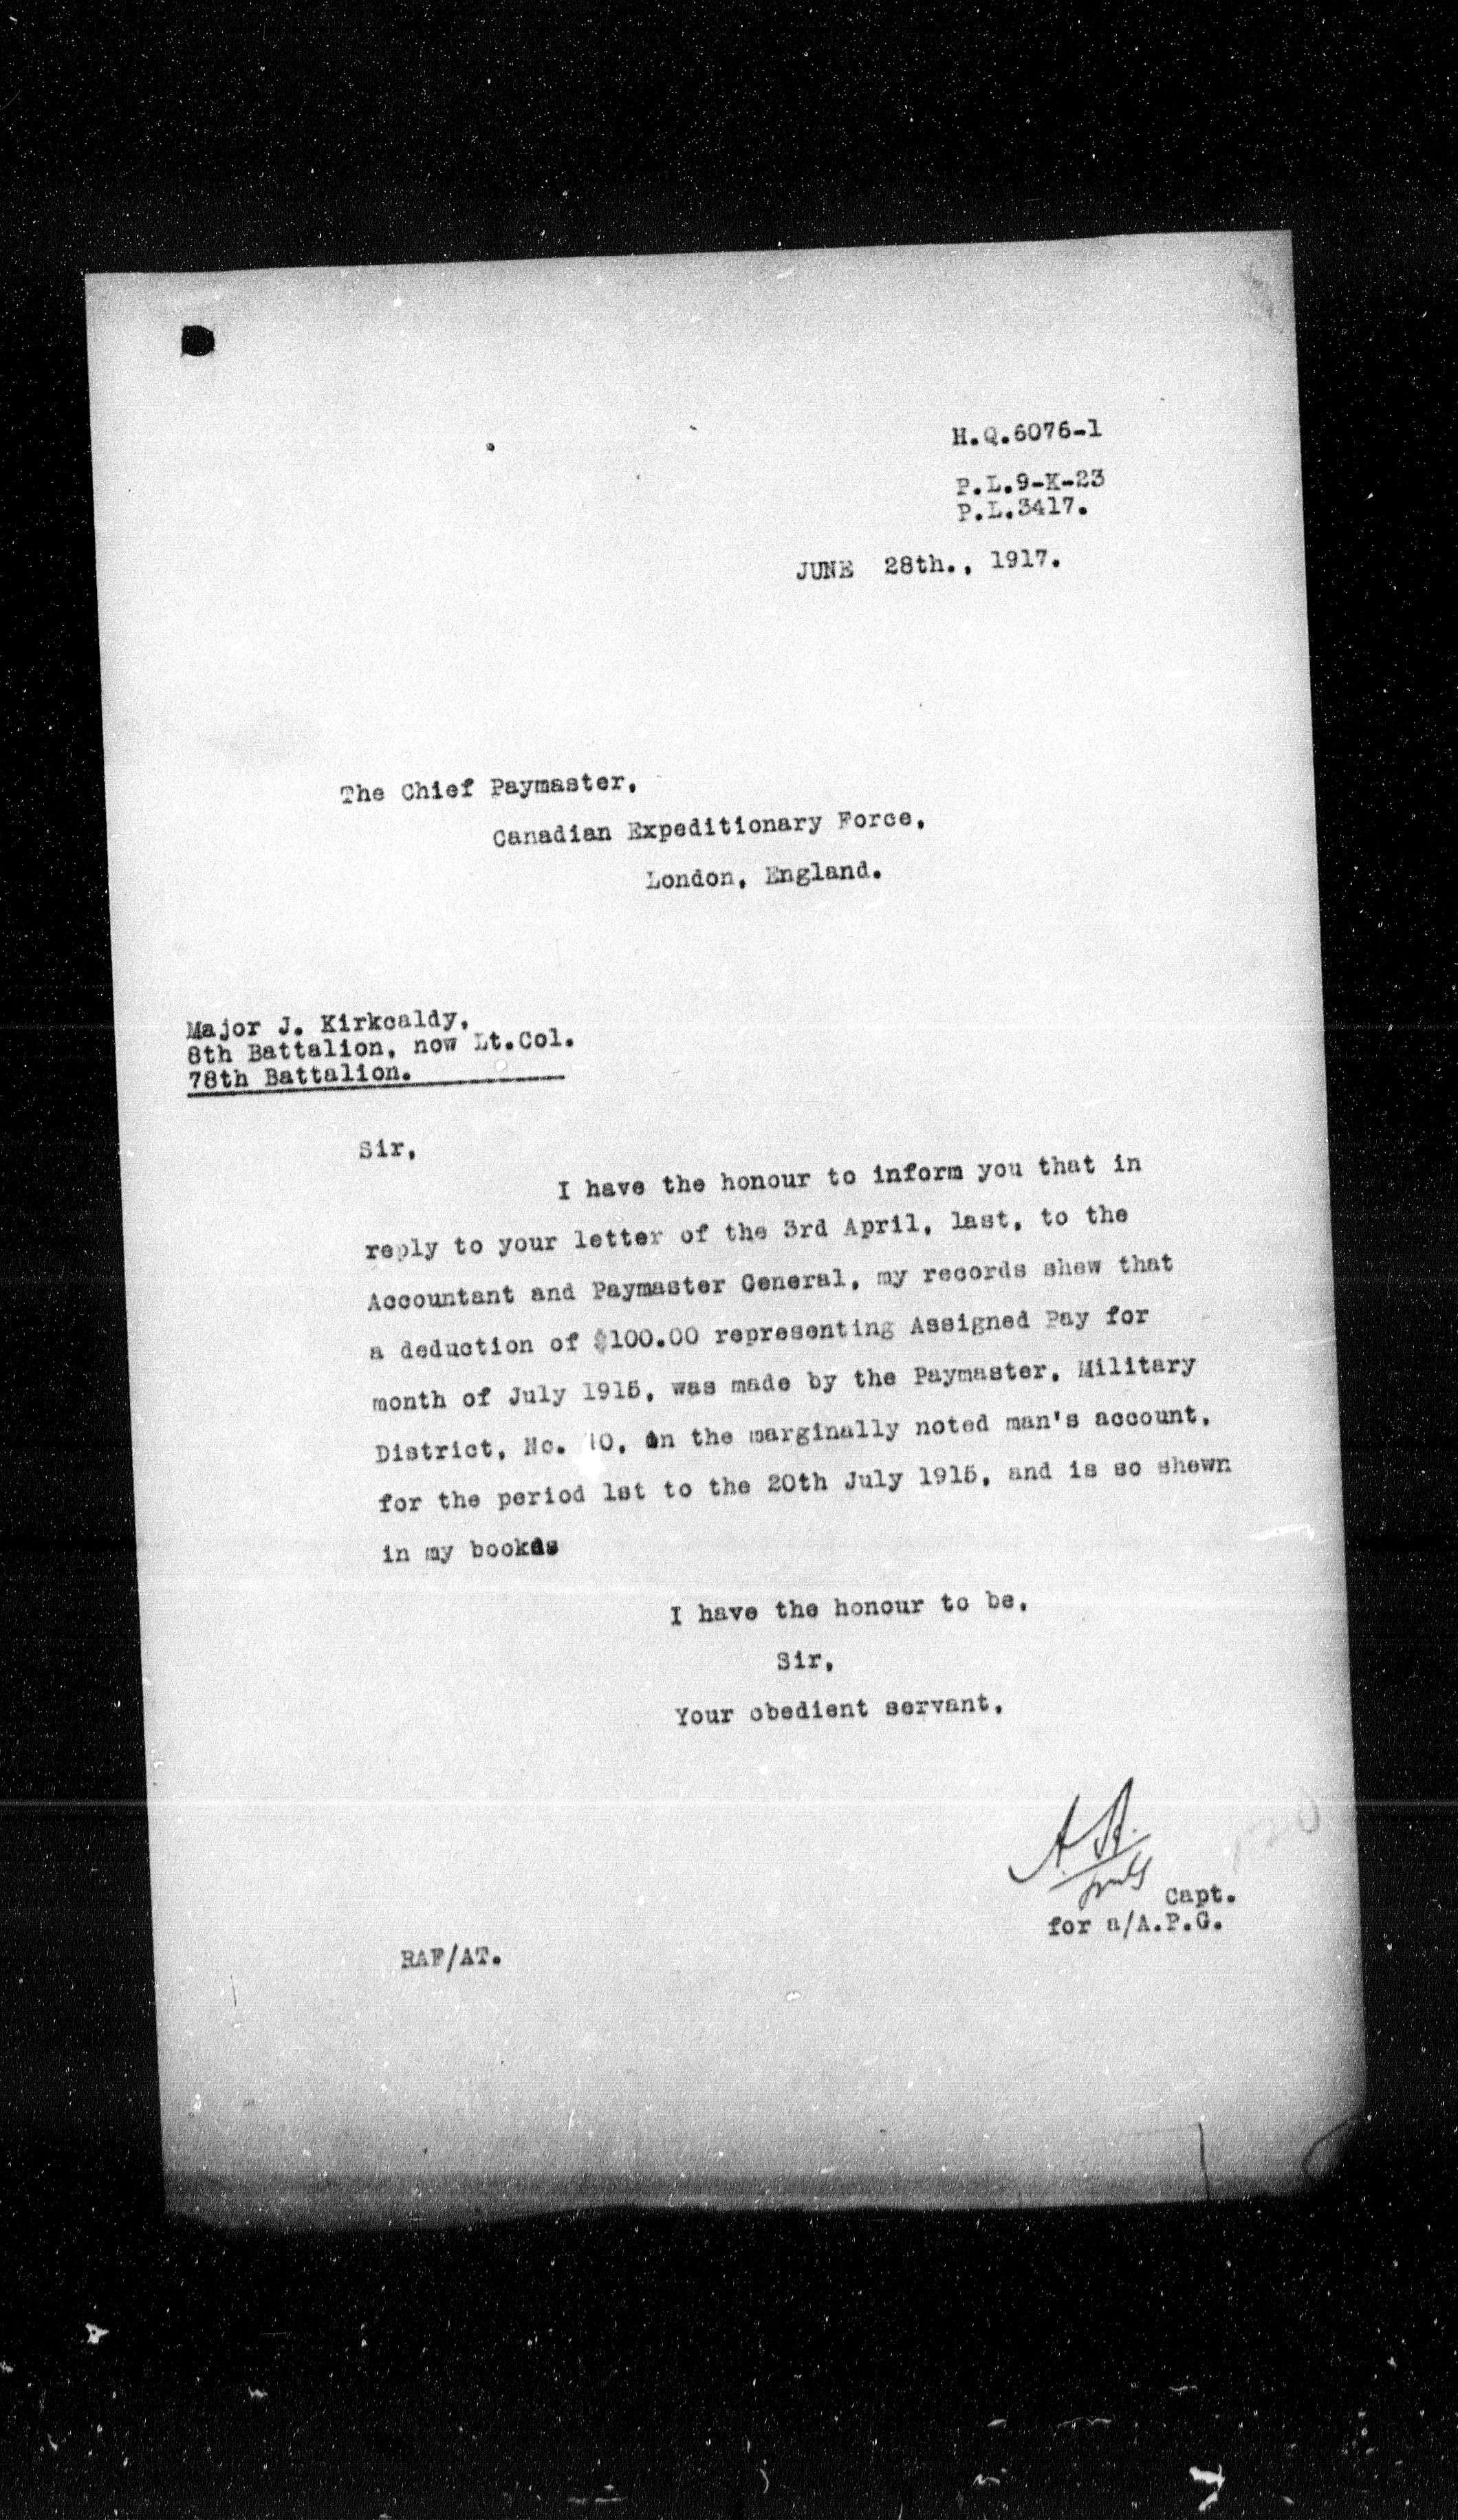 H.Q.6076-1
P.L.9-K-23
P.L.3417.
JUNE 28th., 1917.
The Chief Paymaster,
Canadian Expeditionary Force,
London, England.
Major J. Kirkcaldy,
8th Battalion, now Lt.Col.
78th Battalion.
Sir,
I have the honour to inform you that in
reply to your letter of the 3rd April, last, to the
Accountant and Paymaster General, my records shew that
a deduction of $100.00 representing Assigned Pay for
month of July 1915, was made by the Paymaster, Military
District, No. 10, on the marginally noted man's account,
for the period 1st to the 20th July 1915, and is so shewn
in my books
I have the honour to be,
Sir,
Your obedient servant,
Capt.
for a/A.P.G.
RAF/AT.